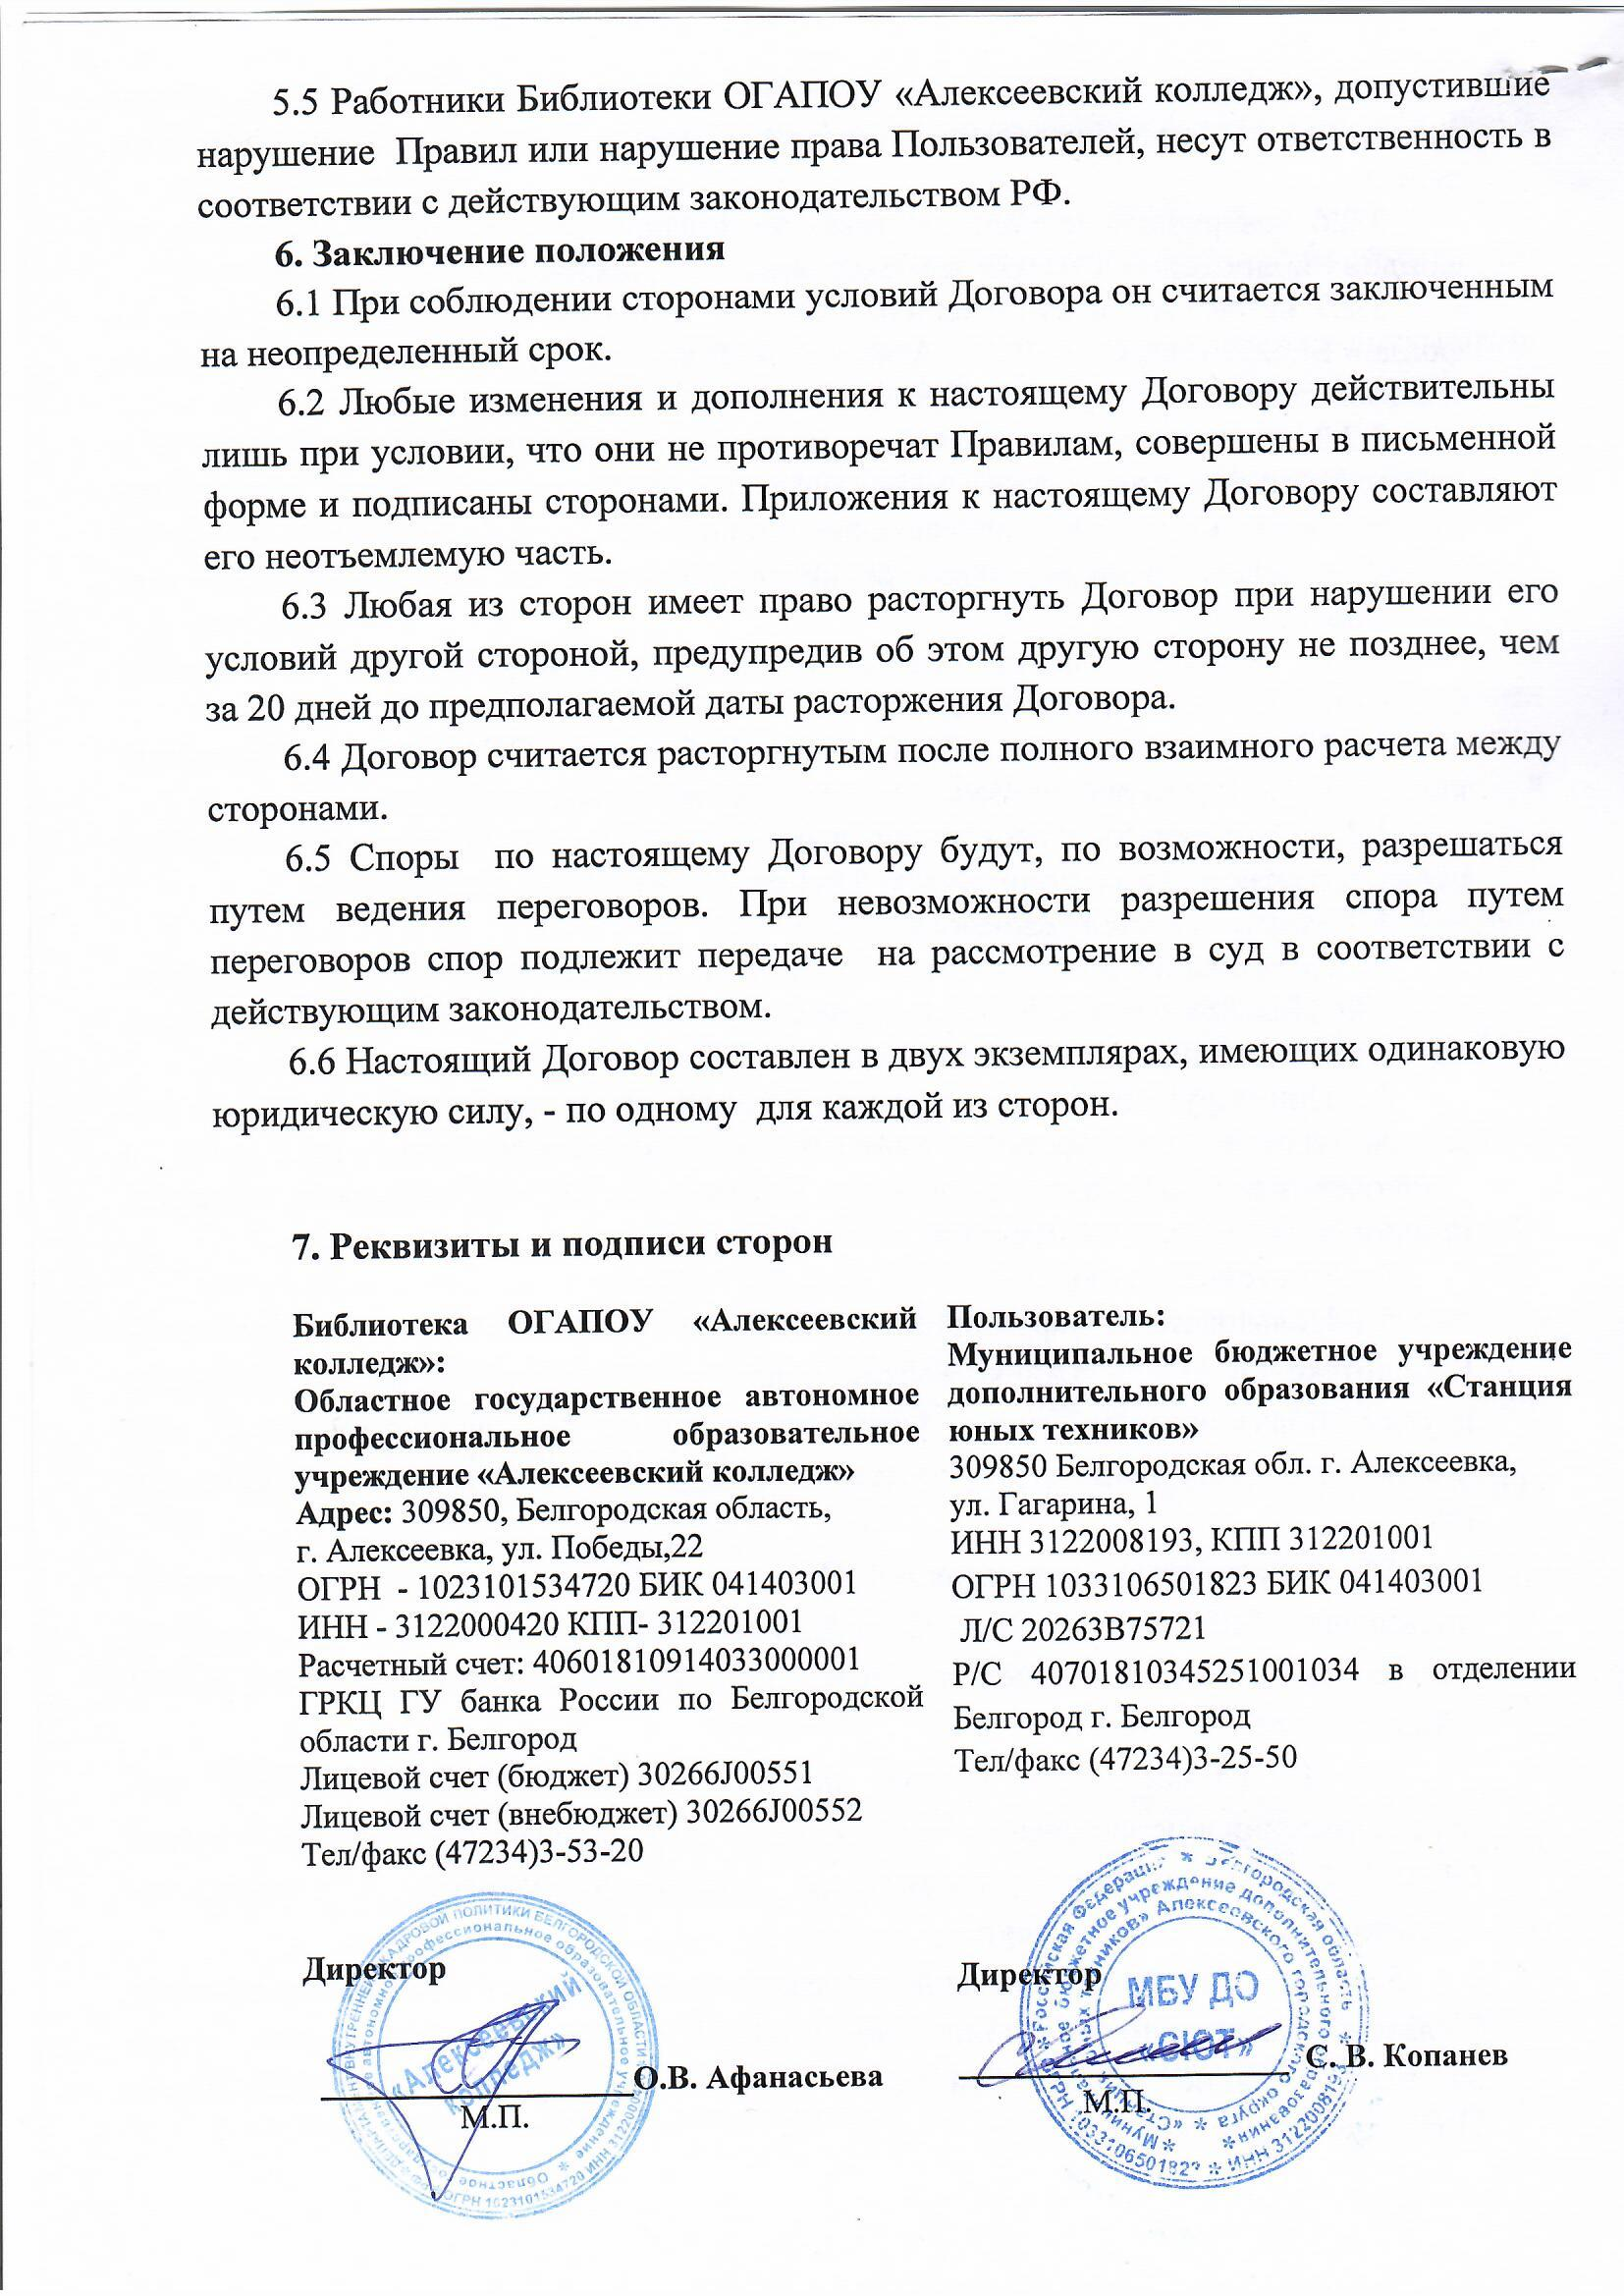 5.5 Работники Библиотеки ОГАПОУ «Алексеевский колледж», допустившие
нарушение Правил или нарушение права Пользователей, несут ответственность в
соответствии с действующим законодательством РФ.
6. Заключение положения
6.1 При соблюдении сторонами условий Договора он считается заключенным
на неопределенный срок.
6.2 Любые изменения и дополнения к настоящему Договору действительны
лишь при условии, что они не противоречат Правилам, совершены в письменной
форме и подписаны сторонами. Приложения к настоящему Договору составляют
его неотъемлемую часть.
6.3 Любая из сторон имеет право расторгнуть Договор при нарушении его
условий другой стороной, предупредив об этом другую сторону не позднее, чем
за 20 дней до предполагаемой даты расторжения Договора.
6.4 Договор считается расторгнутым после полного взаимного расчета между
сторонами.
6.5 Споры по настоящему Договору будут, по возможности, разрешаться
путем ведения переговоров. При невозможности разрешения спора путем
переговоров спор подлежит передаче на рассмотрение в суд в соответствии с
действующим законодательством.
6.6 Настоящий Договор составлен в двух экземплярах, имеющих одинаковую
юридическую силу, - по одному для каждой из сторон.
7. Реквизиты и подписи сторон
Библиотека ОГАПОУ «Алексеевский
колледж»:
Областное государственное автономное
профессиональное образовательное
учреждение «Алексеевский колледж»
Адрес: 309850, Белгородская область,
г. Алексеевка, ул. Победы,22
ОГРН - 1023101534720 БИК 041403001
ИНН - 3122000420 КПП- 312201001
Расчетный счет: 40601810914033000001
ГРКЦ ГУ банка России по Белгородской
области г. Белгород
Лицевой счет (бюджет) 30266J00551
Лицевой счет (внебюджет) 30266J00552
Тел/факс (47234)3-53-20
Директор
О.В. Афанасьева
М.П.
«Алексеевский
колледж»
Пользователь:
Муниципальное бюджетное учреждение
дополнительного образования «Станция
юных техников»
309850 Белгородская обл. г. Алексеевка,
ул. Гагарина, 1
ИНН 3122008193, КПП 312201001
ОГРН 1033106501823 БИК 041403001
Л/С 20263В75721
Р/С 40701810345251001034 в отделении
Белгород г. Белгород
Тел/факс (47234)3-25-50
Директор
С. В. Копанев
М.П.
МБУ ДО
«СЮТ»